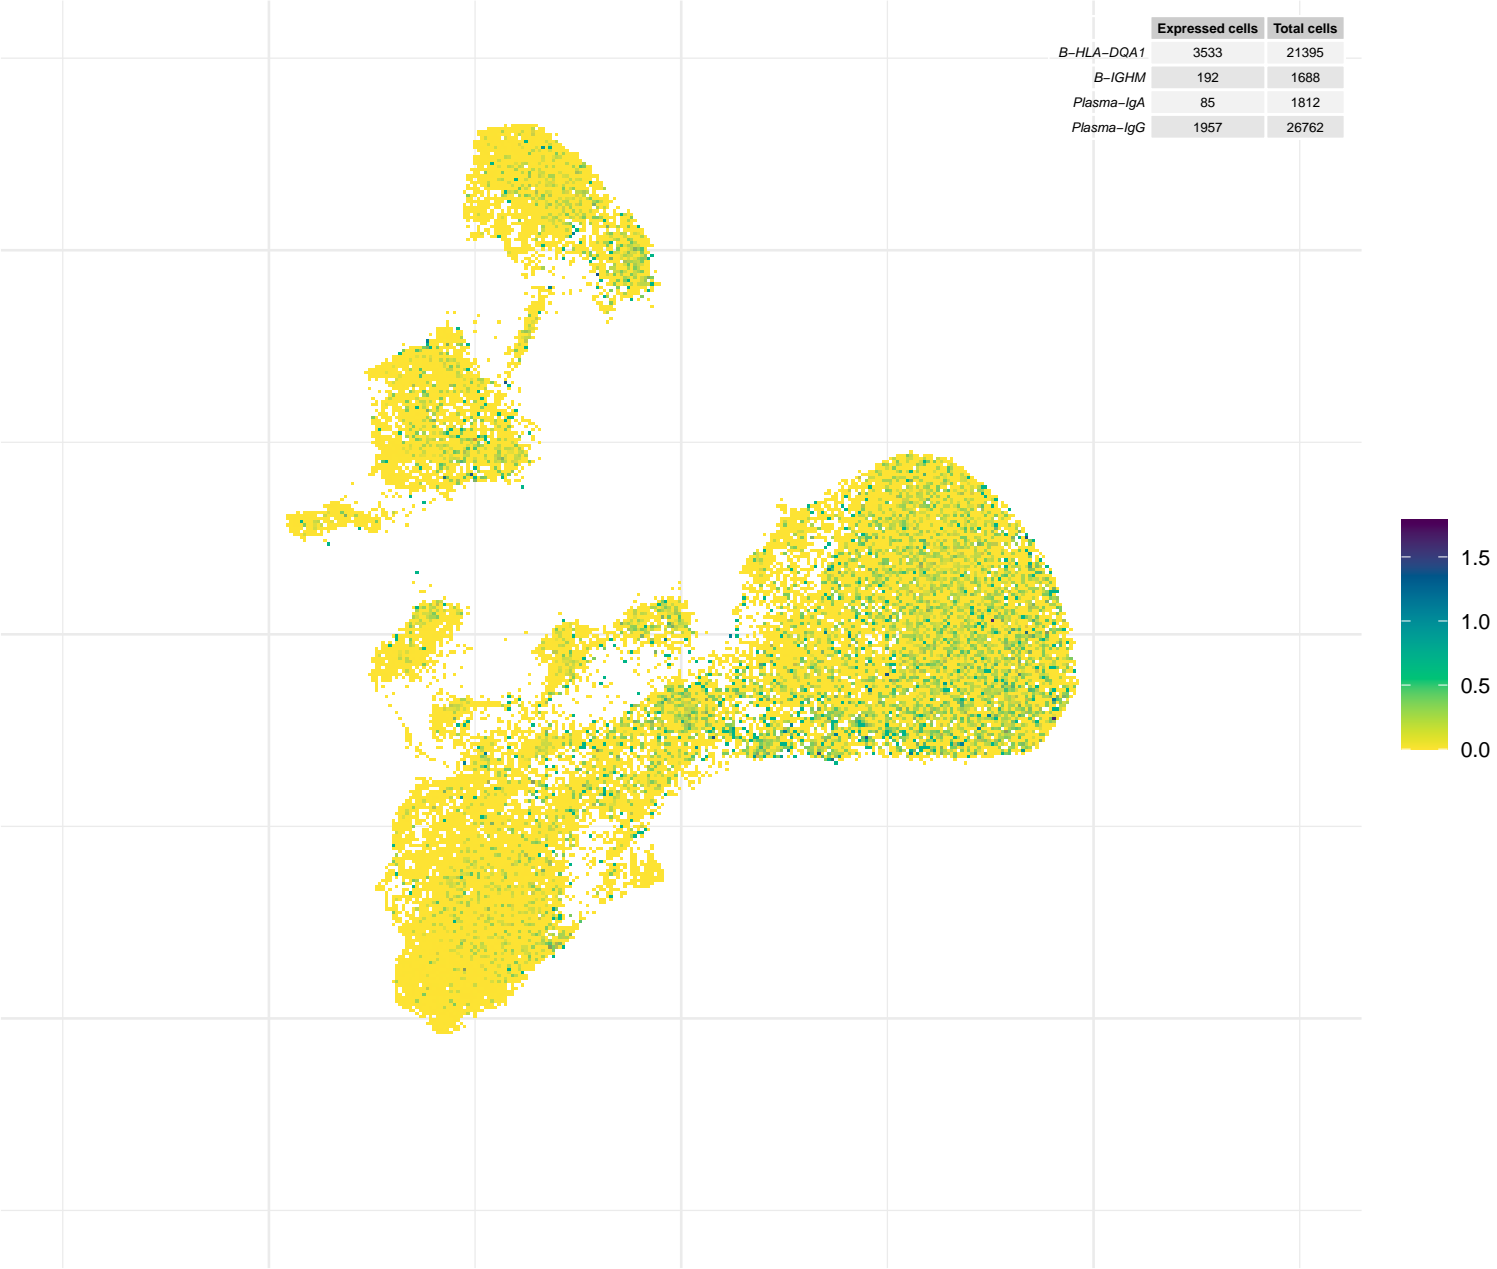 Expressed cells Total cells
B−HLA−DQA1 3533 21395
B−IGHM 192 1688
Plasma−IgA 85 1812
Plasma−IgG 1957 26762
1.5
1.0
0.5
0.0